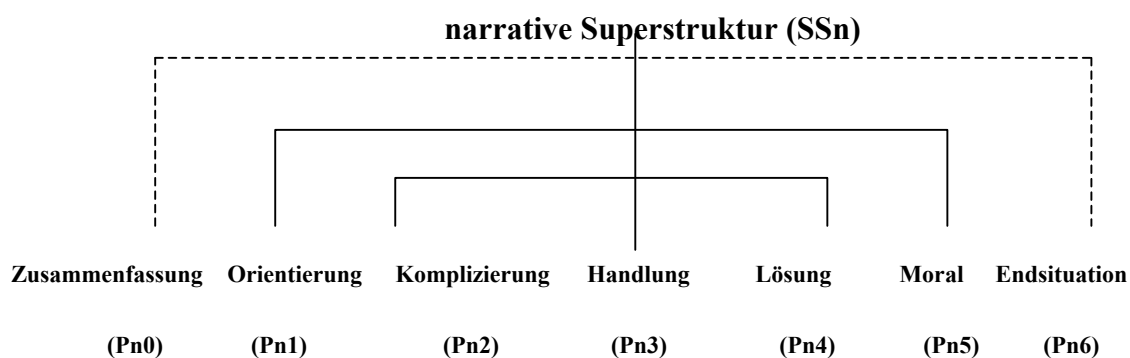 narrative Superstruktur (SSn)
Zusammenfassung Orientierung Komplizierung Handlung Lösung Moral Endsituation
(Pn0) (Pn1) (Pn2) (Pn3) (Pn4) (Pn5) (Pn6)